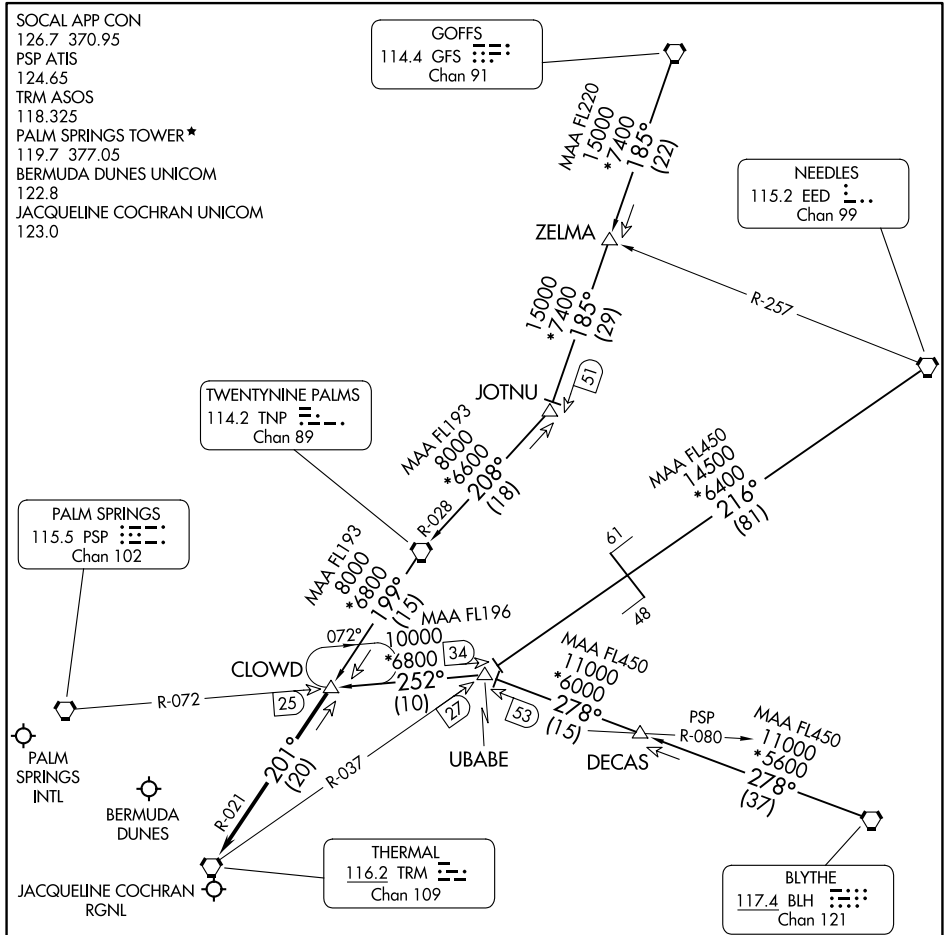 SOCAL APP CON
126.7 370.95
PSP ATIS
124.65
TRM ASOS
118.325
PALM SPRINGS TOWER★
119.7 377.05
BERMUDA DUNES UNICOM
122.8
JACQUELINE COCHRAN UNICOM
123.0
GOFFS
114.4 GFS
Chan 91
MAA FL220
15000
*7400
185°
(22)
NEEDLES
115.2 EED
Chan 99
ZELMA
R-257
15000
*7400
185°
(29)
JOTNU
51
TWENTYNINE PALMS
114.2 TNP
Chan 89
MAA FL193
8000
*6600
208°
(18)
R-028
MAA FL450
14500
*6400
216°
(81)
61
48
PALM SPRINGS
115.5 PSP
Chan 102
MAA FL193
8000
*6800
199°
(15)
MAA FL196
10000
*6800
252°
(10)
34
072°
CLOWD
R-072
25
27
53
MAA FL450
11000
*6000
278°
(15)
PSP
R-080
UBABE
DECAS
MAA FL450
11000
*5600
278°
(37)
PALM
SPRINGS
INTL
BERMUDA
DUNES
201°
(20)
R-021
R-037
JACQUELINE COCHRAN
RGNL
THERMAL
116.2 TRM
Chan 109
BLYTHE
117.4 BLH
Chan 121